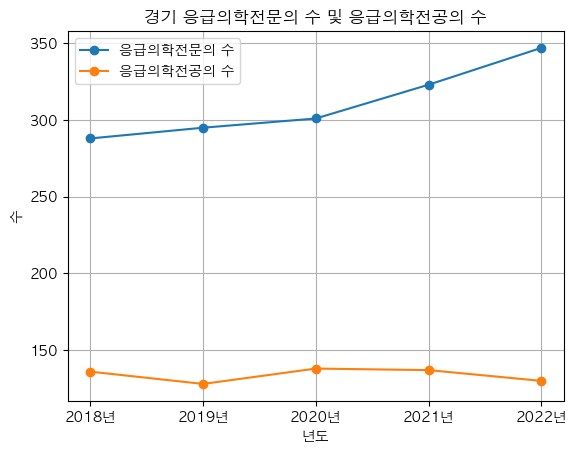 경기 응급의학전문의 수 및 응급의학전공의 수
응급의학전문의 수
응급의학전공의 수
350
300
250
200
150
수
2018년 2019년 2020년 2021년 2022년
년도